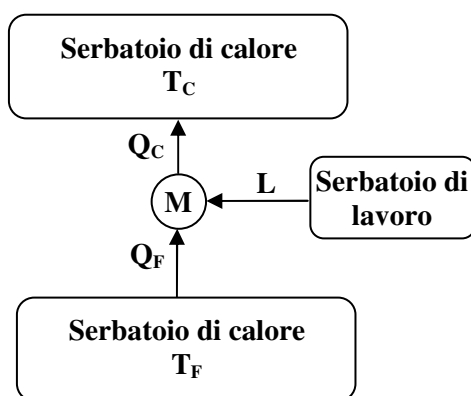 Serbatoio di calore
T_C
Q_C
M
L
Serbatoio di
lavoro
Q_F
Serbatoio di calore
T_F